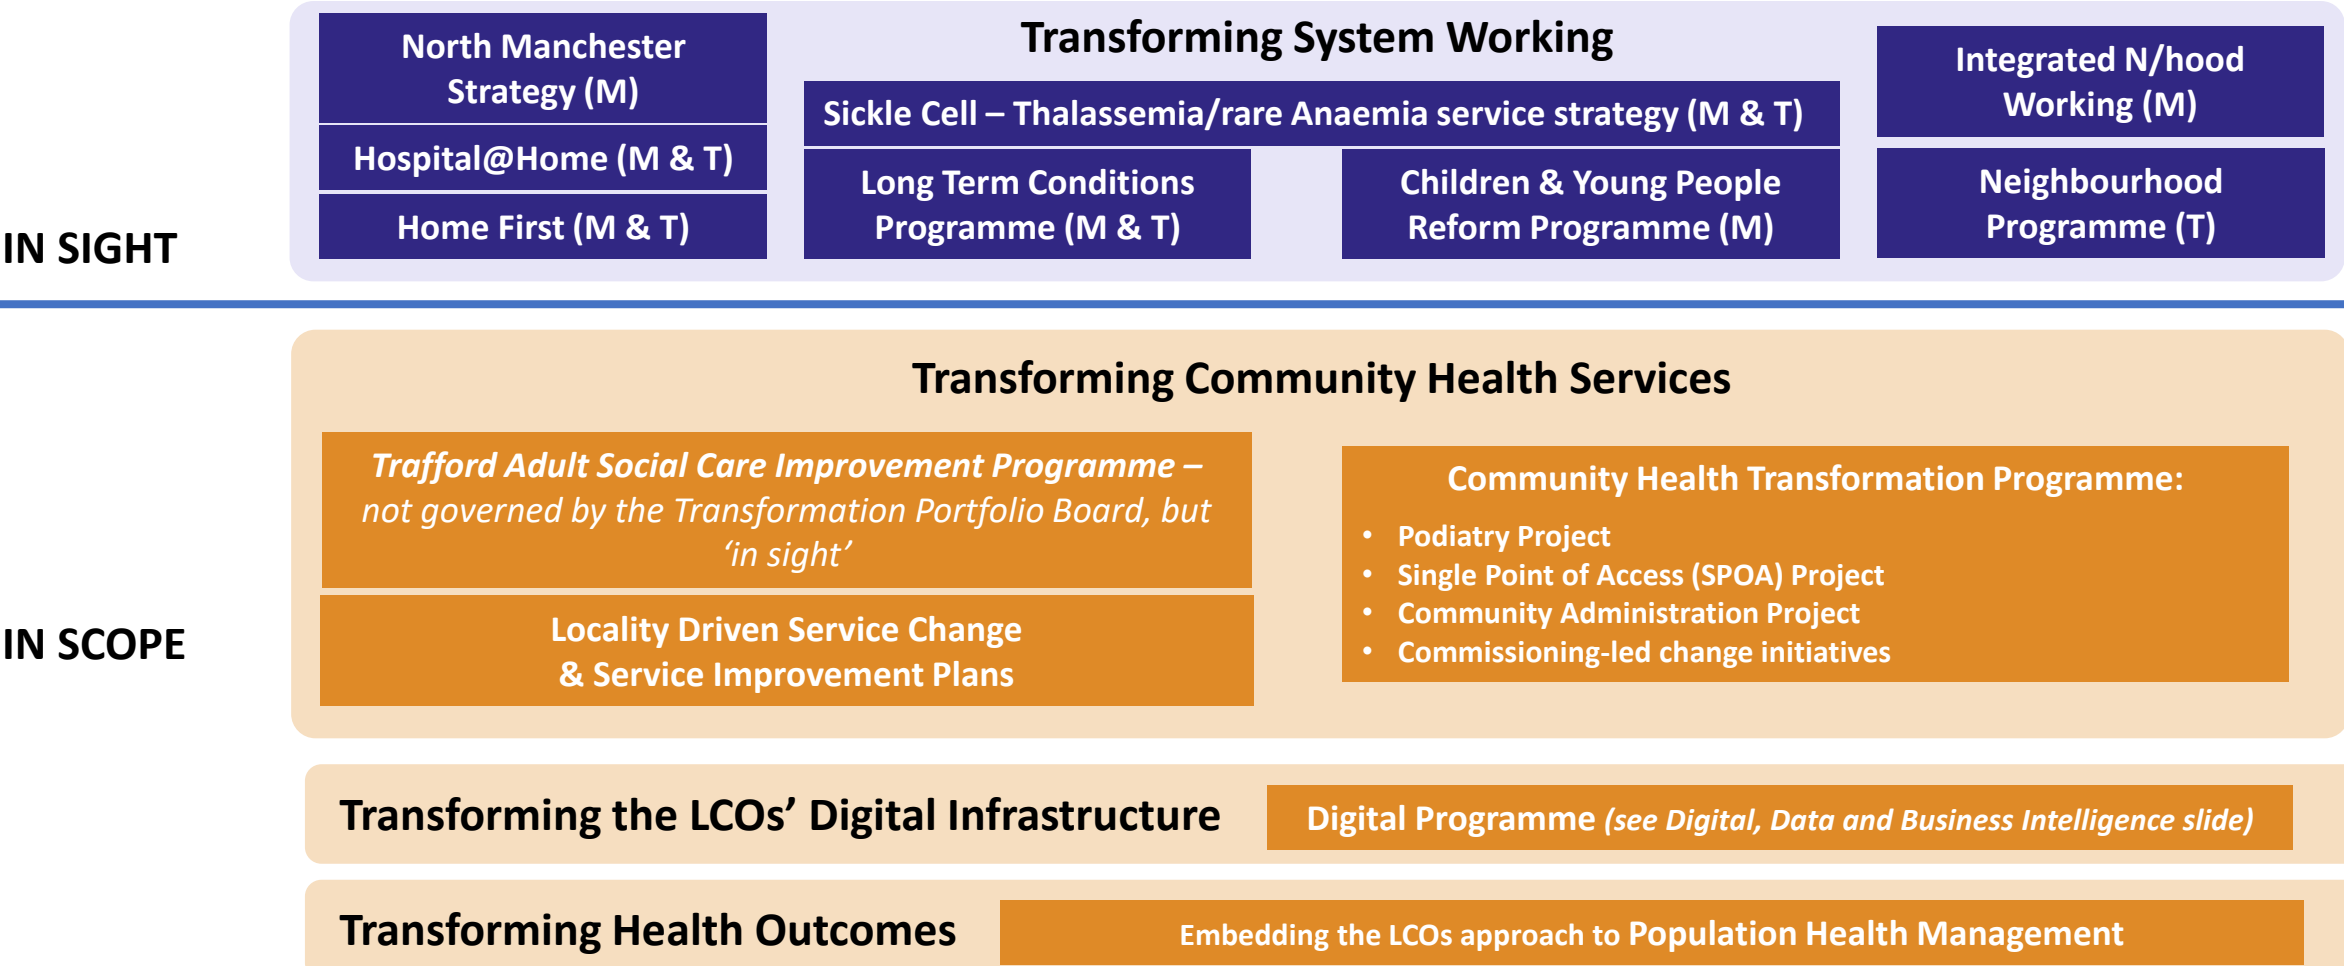 Transforming System Working
North Manchester
Strategy (M)
Hospital@Home (M & T)
Home First (M & T)
Sickle Cell – Thalassemia/rare Anaemia service strategy (M & T)
Long Term Conditions
Programme (M & T)
Children & Young People
Reform Programme (M)
Integrated N/hood
Working (M)
Neighbourhood
Programme (T)
IN SIGHT
Transforming Community Health Services
Trafford Adult Social Care Improvement Programme –
not governed by the Transformation Portfolio Board, but
‘in sight’
Locality Driven Service Change
& Service Improvement Plans
Community Health Transformation Programme:
• Podiatry Project
• Single Point of Access (SPOA) Project
• Community Administration Project
• Commissioning-led change initiatives
IN SCOPE
Transforming the LCOs’ Digital Infrastructure
Digital Programme (see Digital, Data and Business Intelligence slide)
Transforming Health Outcomes
Embedding the LCOs approach to Population Health Management